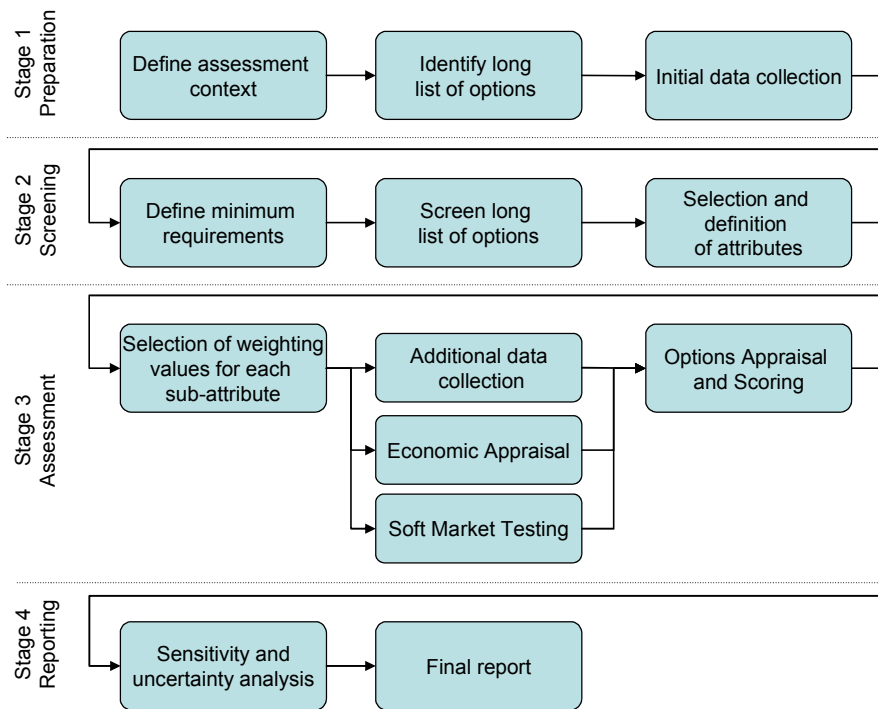 Stage 1
Preparation
Define assessment
context
Identify long
list of options
Initial data collection
Stage 2
Screening
Define minimum
requirements
Screen long
list of options
Selection and
definition
of attributes
Stage 3
Assessment
Selection of weighting
values for each
sub-attribute
Additional data
collection
Economic Appraisal
Soft Market Testing
Options Appraisal
and Scoring
Stage 4
Reporting
Sensitivity and
uncertainty analysis
Final report